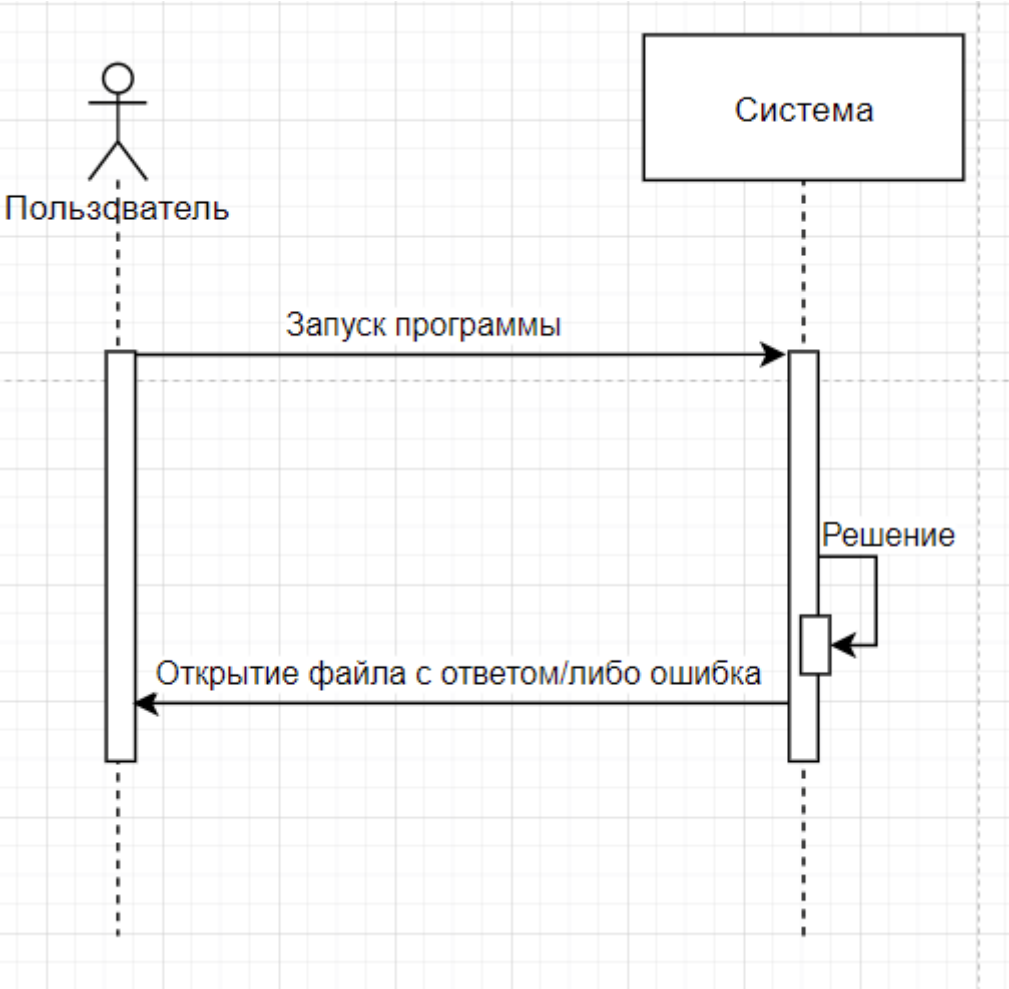 Система
Пользователь
Запуск программы
Решение
Открытие файла с ответом/либо ошибка